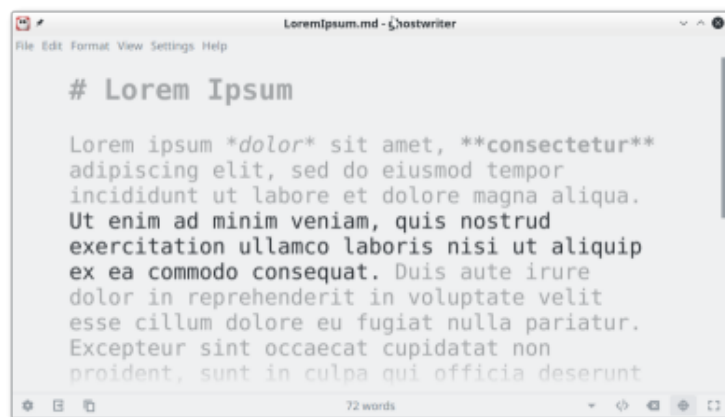 LoremIpsum.md - ghostwriter
File Edit Format View Settings Help
# Lorem Ipsum
Lorem ipsum *dolor* sit amet, **consectetur**
adipiscing elit, sed do eiusmod tempor
incididunt ut labore et dolore magna aliqua.
Ut enim ad minim veniam, quis nostrud
exercitation ullamco laboris nisi ut aliquip
ex ea commodo consequat. Duis aute irure
dolor in reprehenderit in voluptate velit
esse cillum dolore eu fugiat nulla pariatur.
Excepteur sint occaecat cupidatat non
proident, sunt in culpa qui officia deserunt
72 words